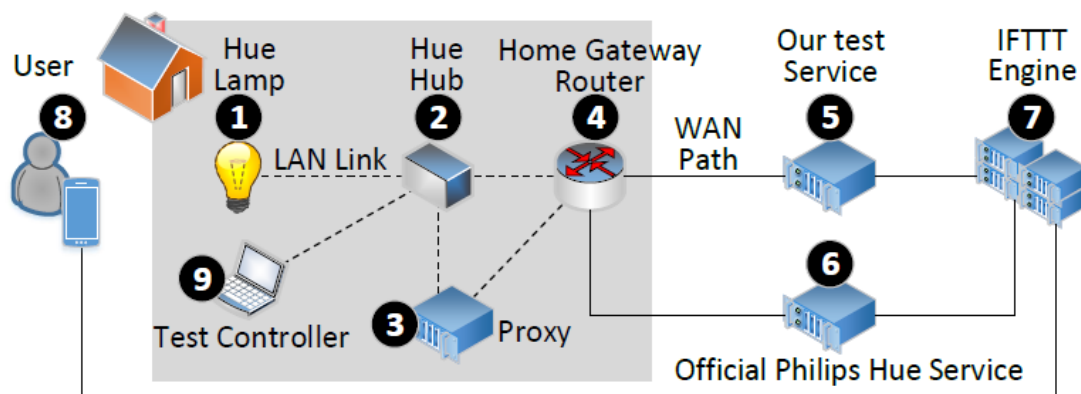 User
8
Hue
Lamp
1
Hue
Hub
2
Home Gateway
Router
4
Our test
Service
5
IFTTT
Engine
7
LAN Link
WAN
Path
9
Test Controller
3
Proxy
6
Official Philips Hue Service